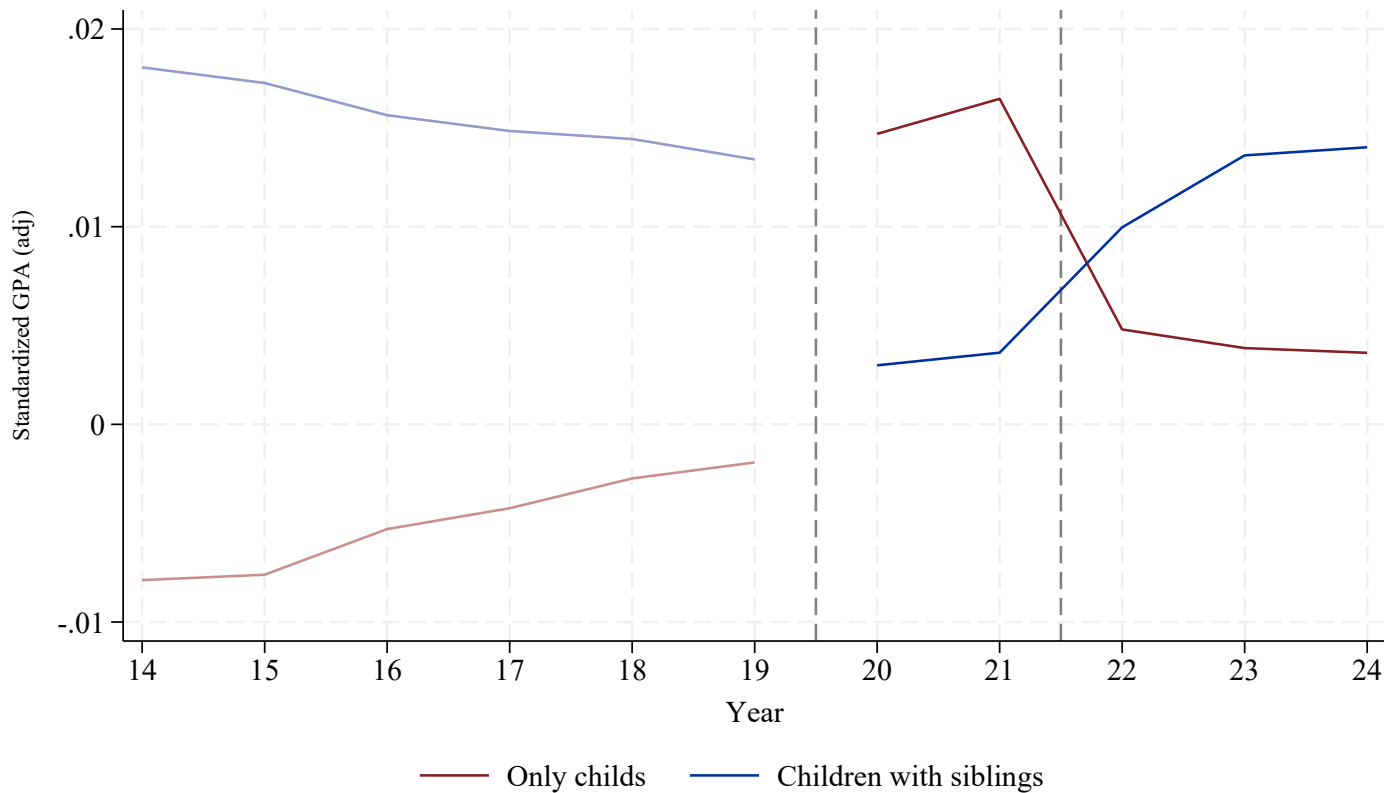 .02
.01
0
-.01
Standardized GPA (adj)
14 15 16 17 18 19 20 21 22 23 24
Year
Only childs Children with siblings